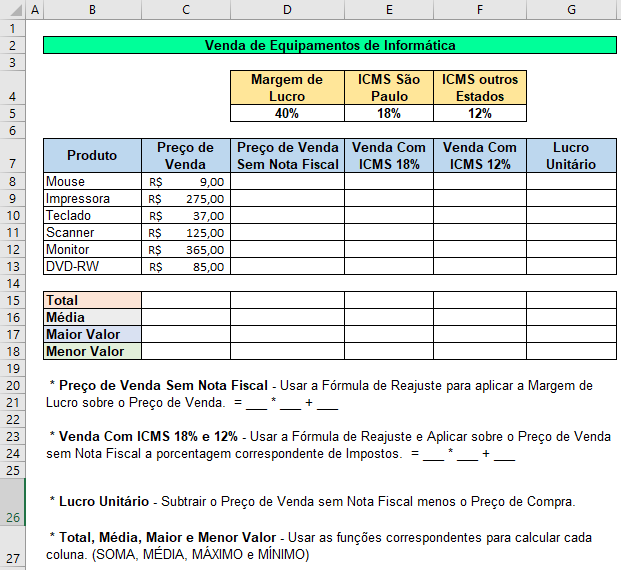 A B C D E F G
1
2 Venda de Equipamentos de Informática
3
4 Margem de Lucro ICMS São Paulo ICMS outros Estados
5 40% 18% 12%
6
7 Produto Preço de Venda Preço de Venda Sem Nota Fiscal Venda Com ICMS 18% Venda Com ICMS 12% Lucro Unitário
8 Mouse R$ 9,00
9 Impressora R$ 275,00
10 Teclado R$ 37,00
11 Scanner R$ 125,00
12 Monitor R$ 365,00
13 DVD-RW R$ 85,00
14
15 Total
16 Média
17 Maior Valor
18 Menor Valor
19
20 * Preço de Venda Sem Nota Fiscal - Usar a Fórmula de Reajuste para aplicar a Margem de
21 Lucro sobre o Preço de Venda. = ___ * ___ + ___
22
23 * Venda Com ICMS 18% e 12% - Usar a Fórmula de Reajuste e Aplicar sobre o Preço de Venda
24 sem Nota Fiscal a porcentagem correspondente de Impostos. = ___ * ___ + ___
25
26 * Lucro Unitário - Subtrair o Preço de Venda sem Nota Fiscal menos o Preço de Compra.
* Total, Média, Maior e Menor Valor - Usar as funções correspondentes para calcular cada
27 coluna. (SOMA, MÉDIA, MÁXIMO e MÍNIMO)